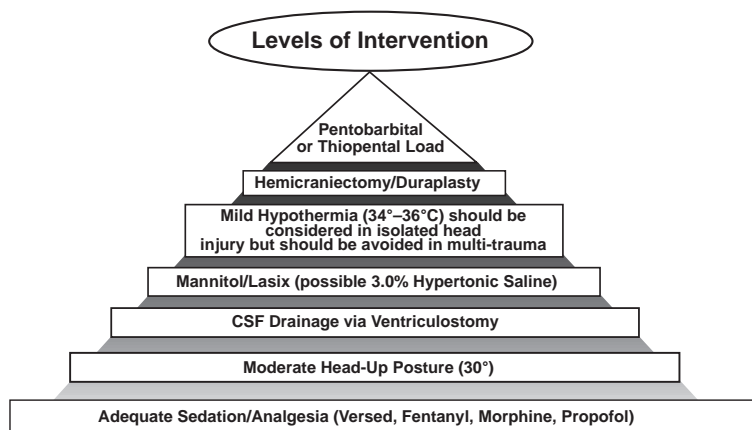 Levels of Intervention
Pentobarbital
or Thiopental Load
Hemicraniectomy/Duraplasty
Mild Hypothermia (34°–36°C) should be
considered in isolated head
injury but should be avoided in multi-trauma
Mannitol/Lasix (possible 3.0% Hypertonic Saline)
CSF Drainage via Ventriculostomy
Moderate Head-Up Posture (30°)
Adequate Sedation/Analgesia (Versed, Fentanyl, Morphine, Propofol)